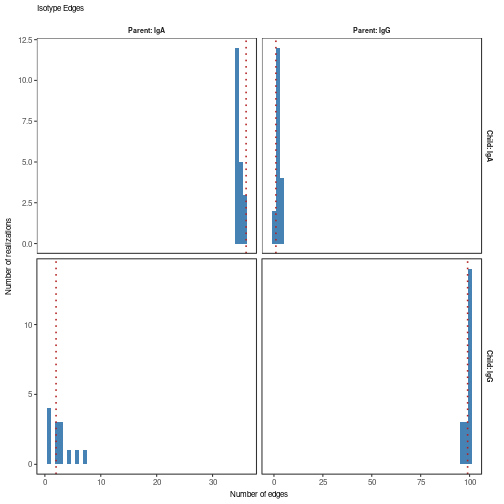 Isotype Edges
Parent: IgA
Parent: IgG
12.5
10.0
7.5
5.0
2.5
0.0
Child: IgA
Number of realizations
10
5
0
Child: IgG
0
10
20
30
0
25
50
75
100
Number of edges